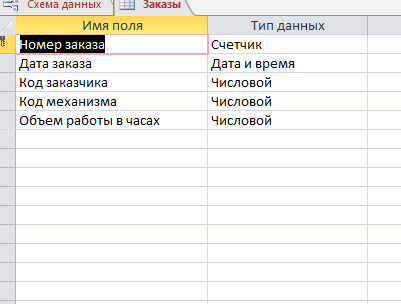 Схема данных Заказы
Имя поля Тип данных
Номер заказа Счетчик
Дата заказа Дата и время
Код заказчика Числовой
Код механизма Числовой
Объем работы в часах Числовой